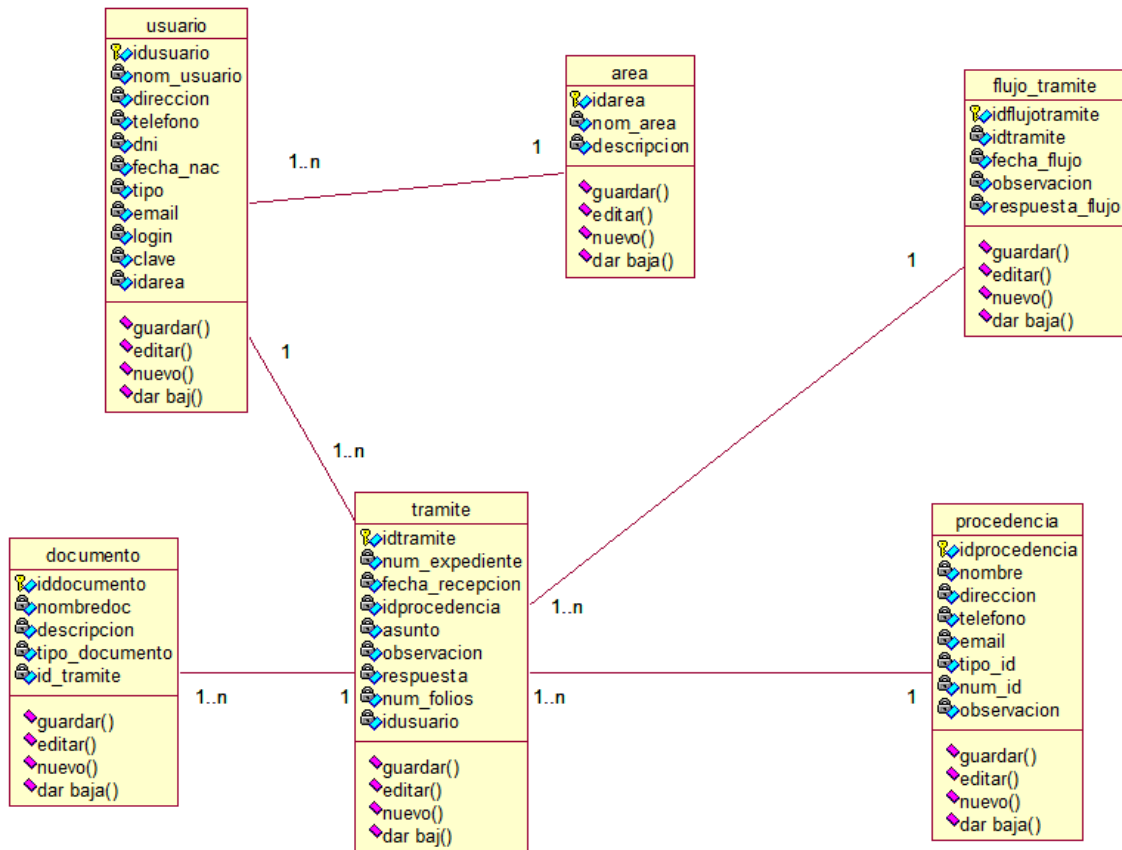 usuario
idusuario
nom_usuario
direccion
telefono
dni
fecha_nac
tipo
email
login
clave
idarea
guardar()
editar()
nuevo()
dar baj()
1..n
1
area
idarea
nom_area
descripcion
guardar()
editar()
nuevo()
dar baja()
flujo_tramite
idflujotramite
idtramite
fecha_flujo
observacion
respuesta_flujo
guardar()
editar()
nuevo()
dar baja()
1
1
1..n
documento
iddocumento
nombredoc
descripcion
tipo_documento
id_tramite
guardar()
editar()
nuevo()
dar baja()
1..n
1
tramite
idtramite
num_expediente
fecha_recepcion
idprocedencia
asunto
observacion
respuesta
num_folios
idusuario
guardar()
editar()
nuevo()
dar baj()
1..n
1..n
1
procedencia
idprocedencia
nombre
direccion
telefono
email
tipo_id
num_id
observacion
guardar()
editar()
nuevo()
dar baja()